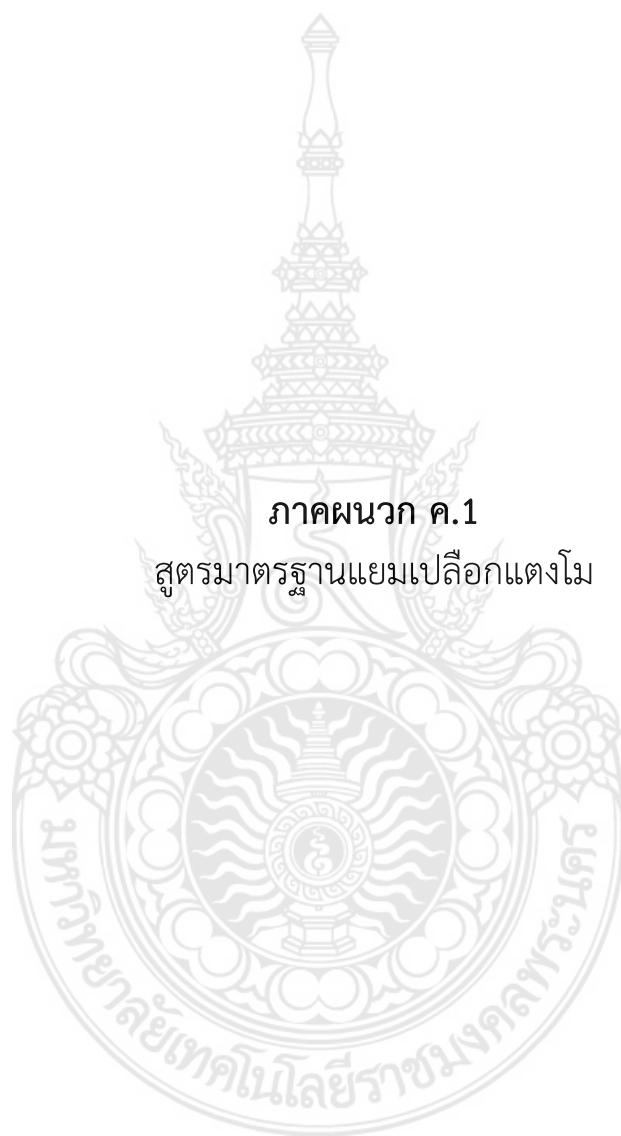 ภาคผนวก ค.1
สูตรมาตรฐานแยมเปลือกแตงโม
มหาวิทยาลัยเทคโนโลยีราชมงคลพระนคร